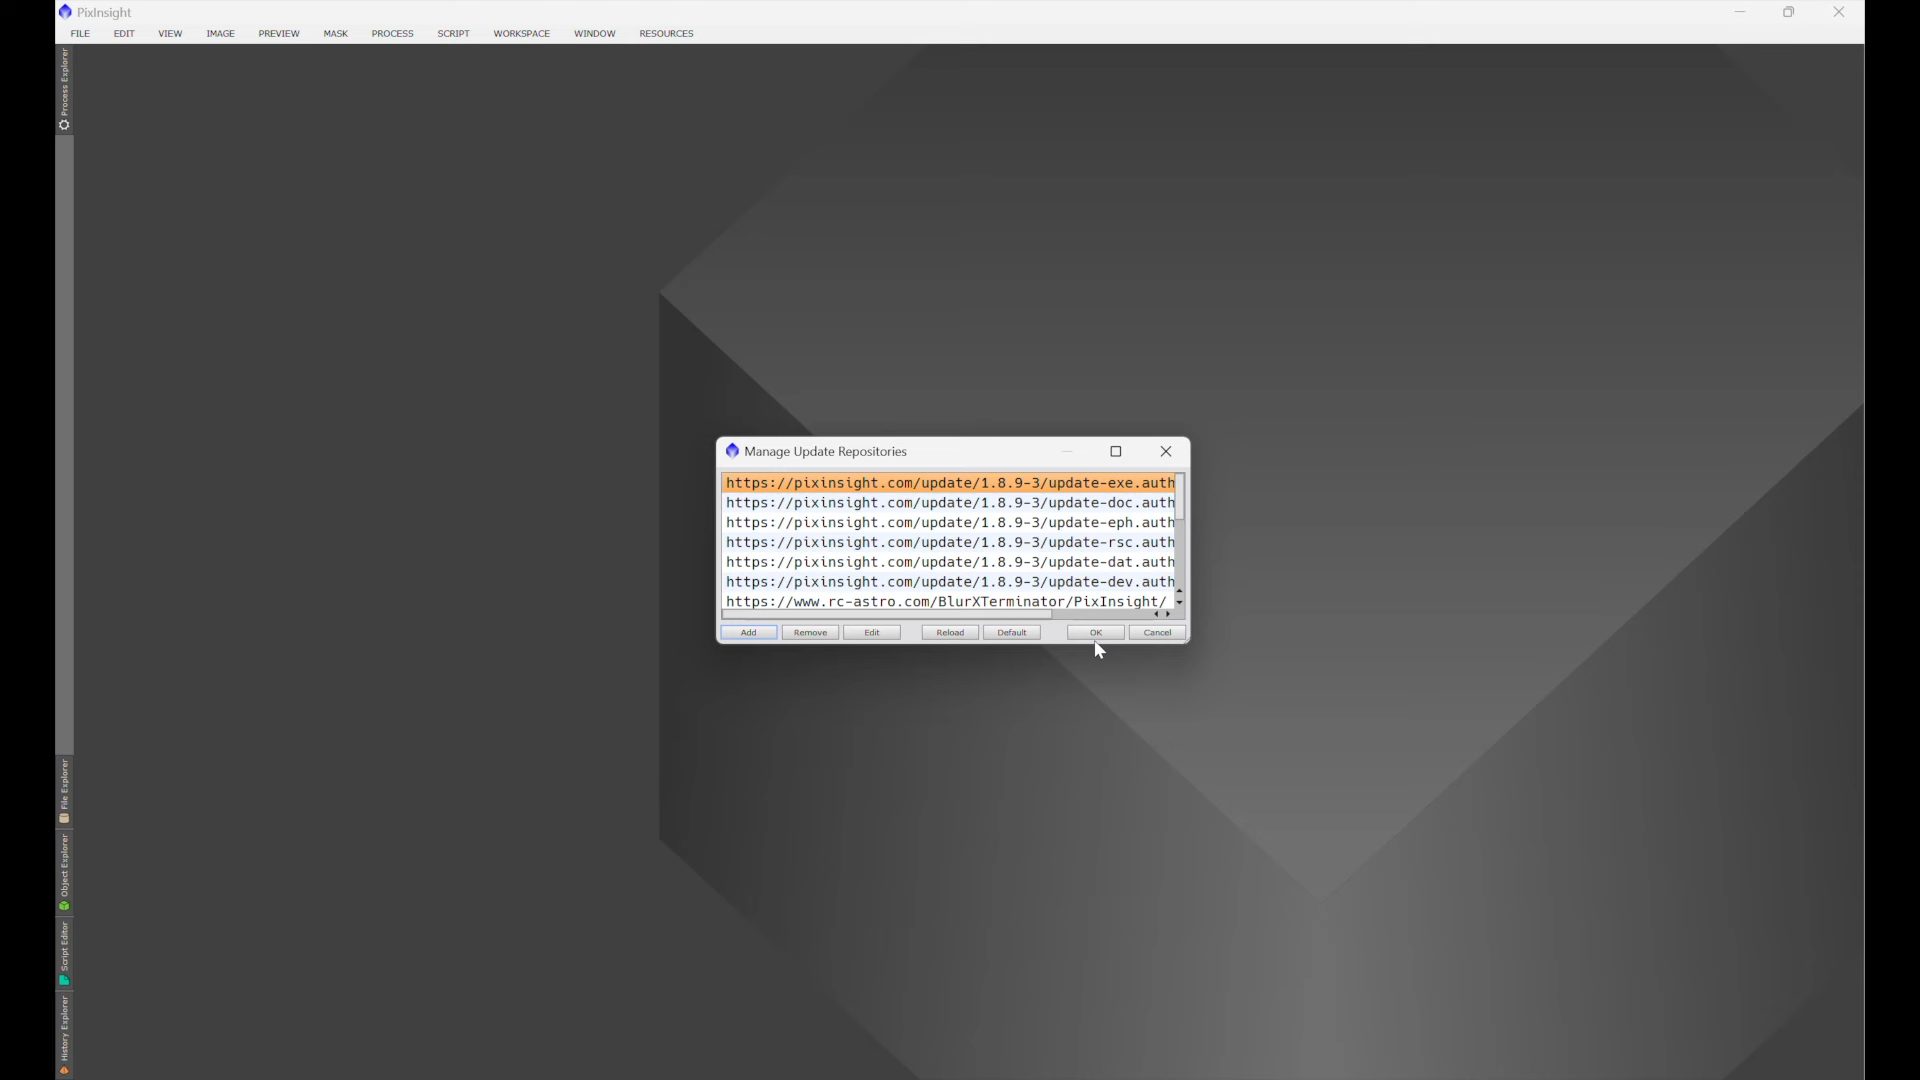 PixInsight
FILE EDIT VIEW IMAGE PREVIEW MASK PROCESS SCRIPT WORKSPACE WINDOW RESOURCES
Process Explorer
Manage Update Repositories
https://pixinsight.com/update/1.8.9-3/update-exe.auth
https://pixinsight.com/update/1.8.9-3/update-doc.auth
https://pixinsight.com/update/1.8.9-3/update-eph.auth
https://pixinsight.com/update/1.8.9-3/update-rsc.auth
https://pixinsight.com/update/1.8.9-3/update-dat.auth
https://pixinsight.com/update/1.8.9-3/update-dev.auth
https://www.rc-astro.com/BlurXTerminator/PixInsight/
Add Remove Edit Reload Default OK Cancel
File Explorer
Object Explorer
Script Editor
History Explorer